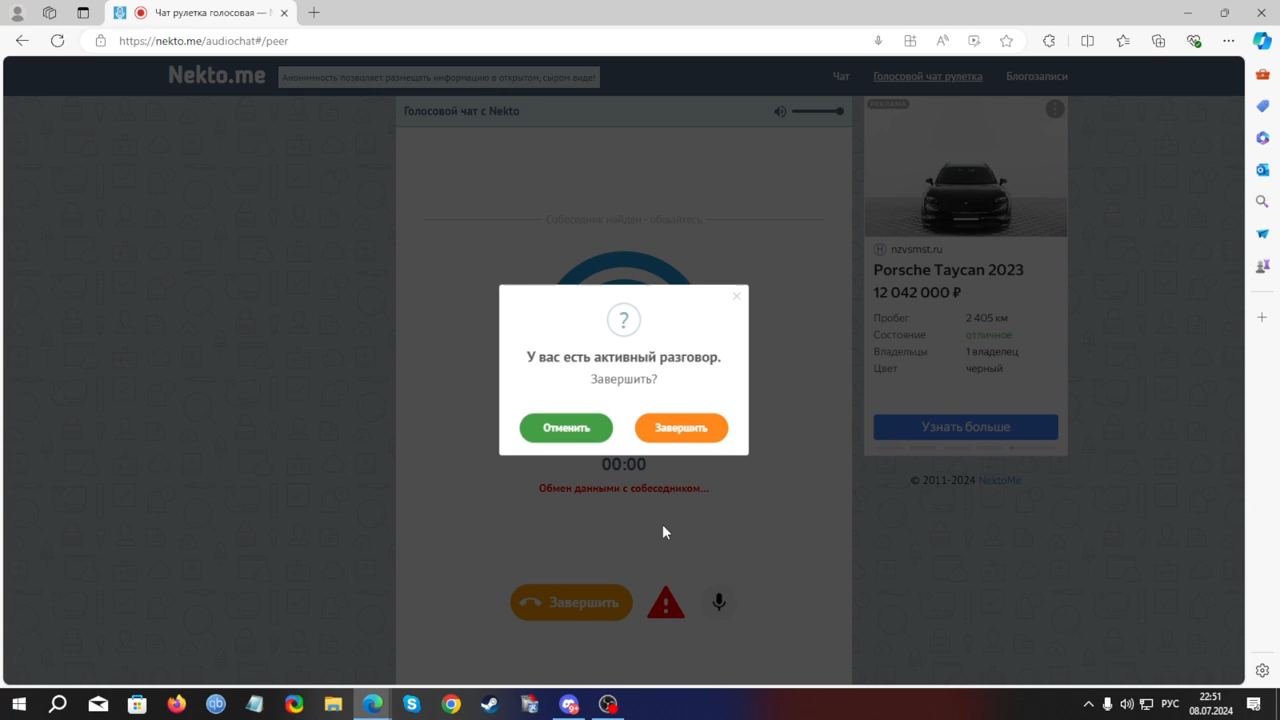 Чат рулетка голосовая —
https://nekto.me/audiochat#/peer
Nekto.me
Анонимность позволяет размещать информацию в открытом, сыром виде!
Чат
Голосовой чат рулетка
Блогозаписи
Голосовой чат с Nekto
РЕКЛАМА
Собеседник найден - общайтесь
nzvsmst.ru
Porsche Taycan 2023
12 042 000 ₽
Пробег 2 405 км
Состояние отличное
Владельцы 1 владелец
Цвет черный
Узнать больше
© 2011-2024 NektoMe
?
У вас есть активный разговор.
Завершить?
Отменить
Завершить
00:00
Обмен данными с собеседником...
Завершить
РУС
22:51
08.07.2024